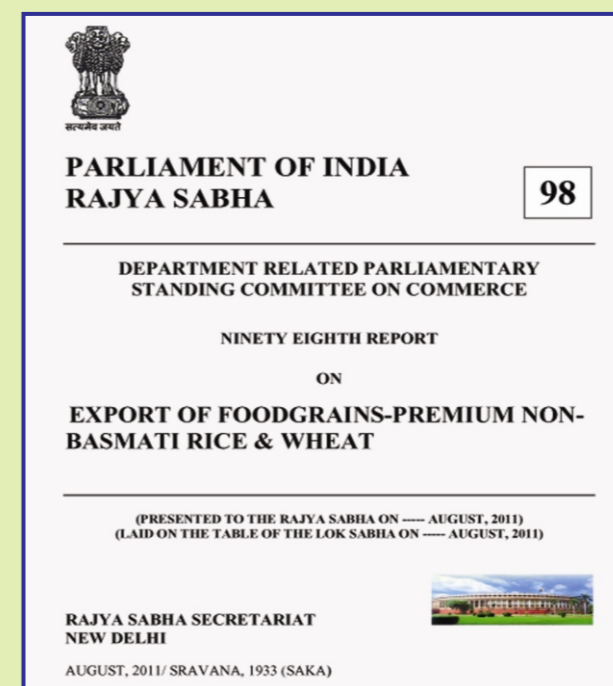 सत्यमेव जयते
PARLIAMENT OF INDIA
RAJYA SABHA
98
DEPARTMENT RELATED PARLIAMENTARY
STANDING COMMITTEE ON COMMERCE
NINETY EIGHTH REPORT
ON
EXPORT OF FOODGRAINS-PREMIUM NON-
BASMATI RICE & WHEAT
(PRESENTED TO THE RAJYA SABHA ON ----- AUGUST, 2011)
(LAID ON THE TABLE OF THE LOK SABHA ON ----- AUGUST, 2011)
RAJYA SABHA SECRETARIAT
NEW DELHI
AUGUST, 2011/ SRAVANA, 1933 (SAKA)